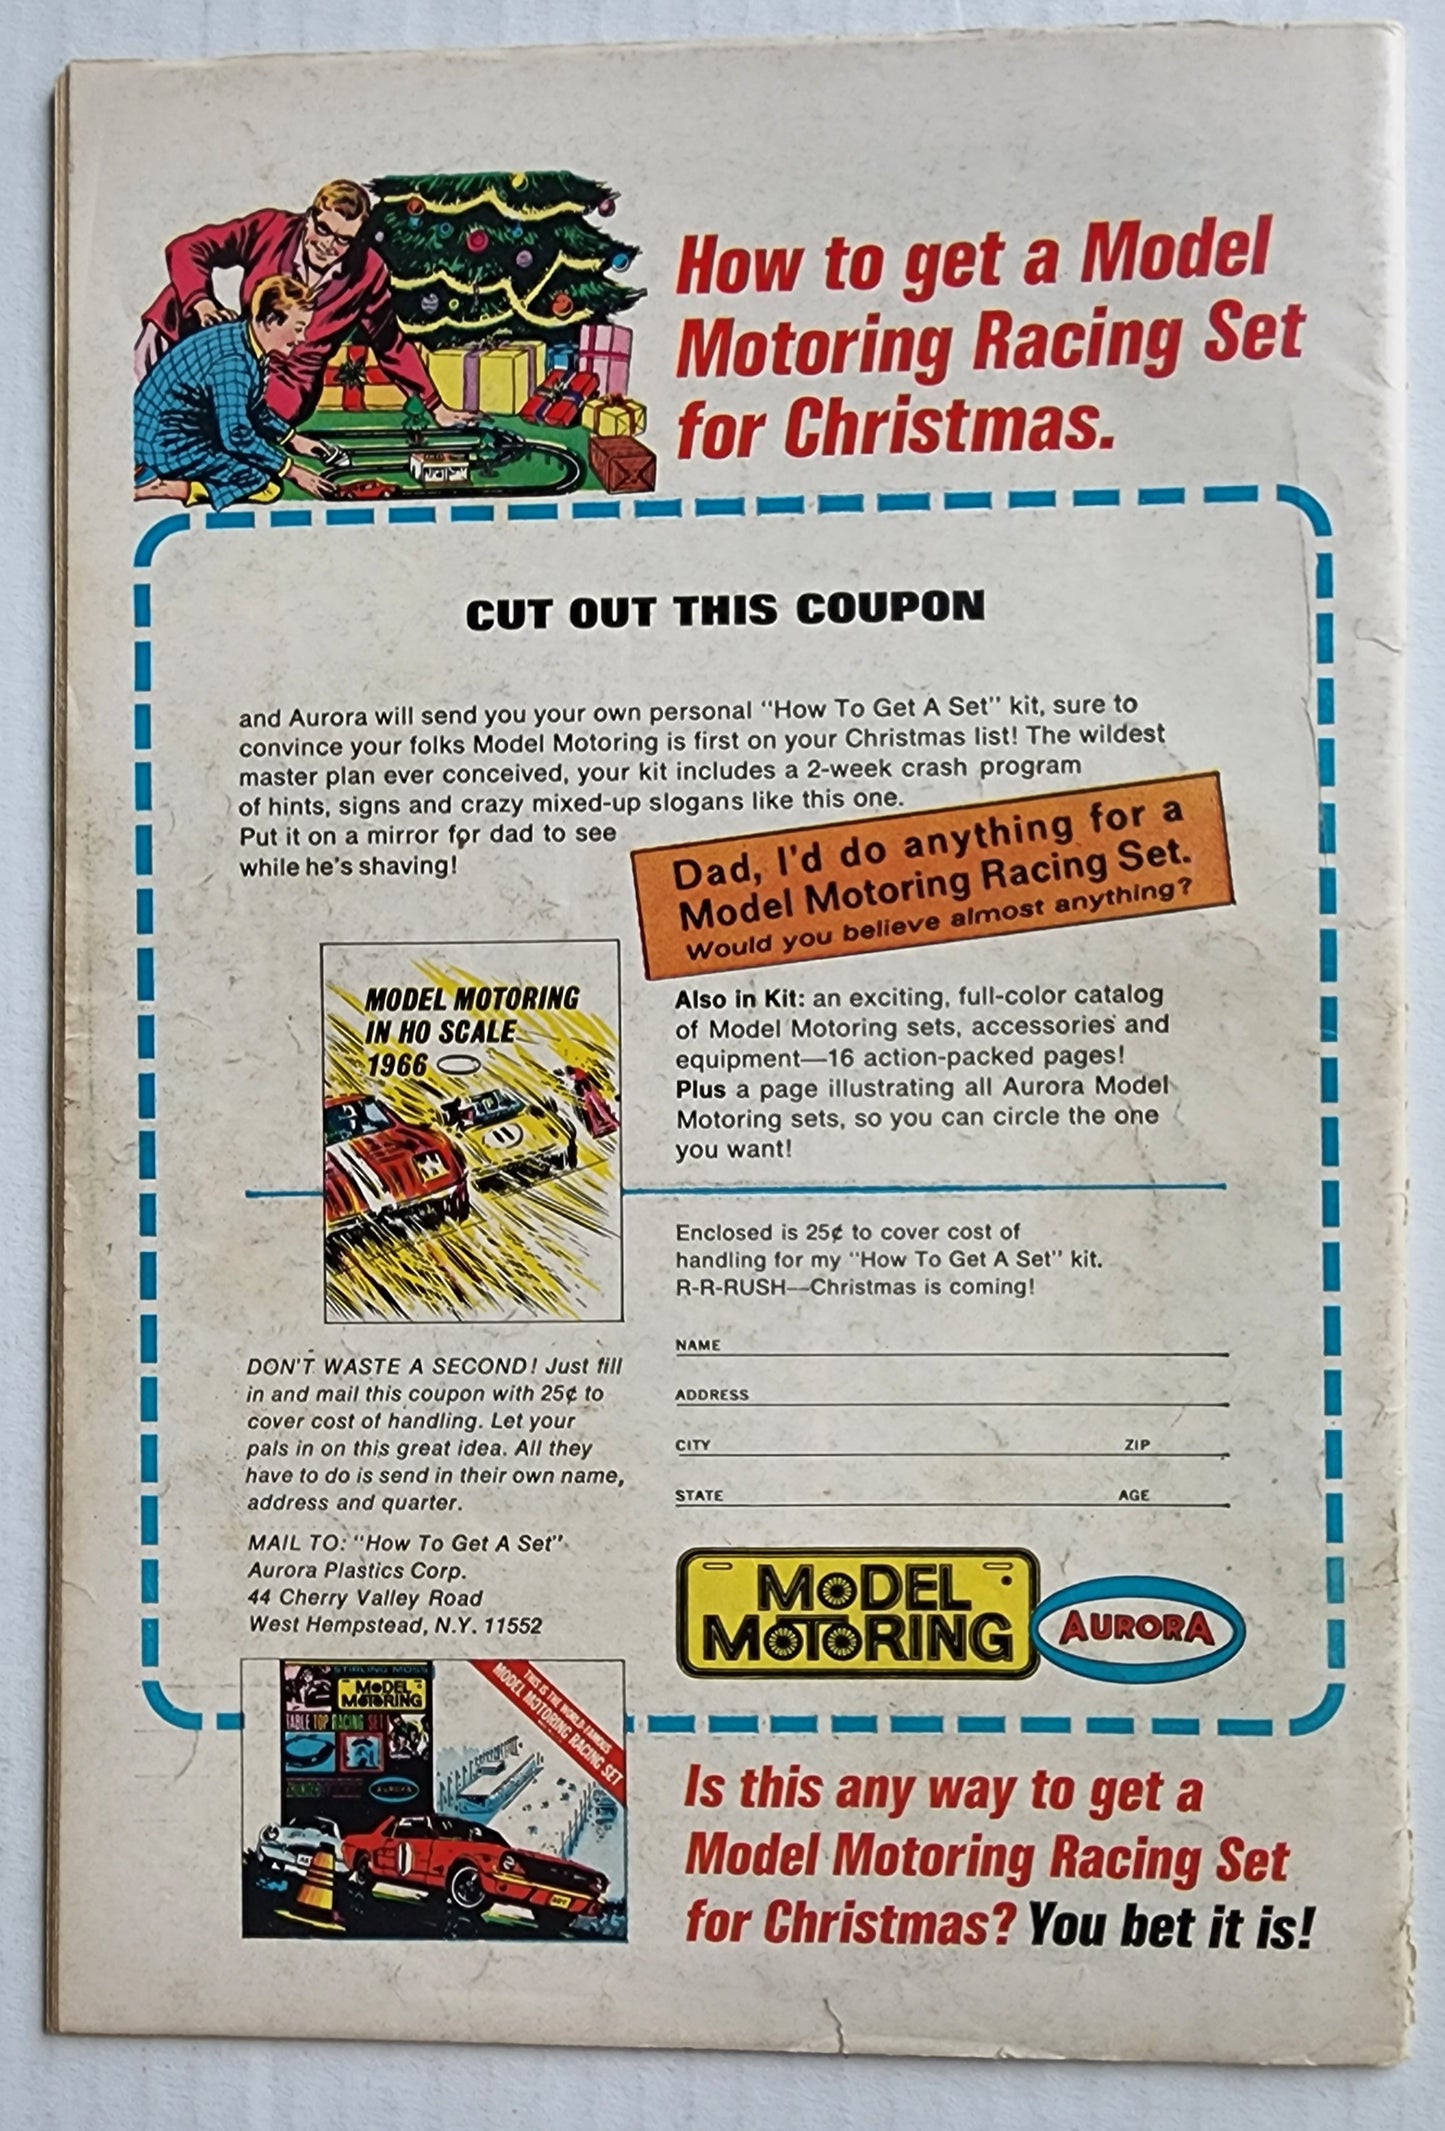 How to get a Model
Motoring Racing Set
for Christmas.
CUT OUT THIS COUPON
and Aurora will send you your own personal "How To Get A Set" kit, sure to
convince your folks Model Motoring is first on your Christmas list! The wildest
master plan ever conceived, your kit includes a 2-week crash program
of hints, signs and crazy mixed-up slogans like this one.
Put it on a mirror for dad to see
while he's shaving!
Dad, I'd do anything for a
Model Motoring Racing Set.
Would you believe almost anything?
MODEL MOTORING
IN HO SCALE
1966
11
Also in Kit: an exciting, full-color catalog
of Model Motoring sets, accessories and
equipment—16 action-packed pages!
Plus a page illustrating all Aurora Model
Motoring sets, so you can circle the one
you want!
Enclosed is 25¢ to cover cost of
handling for my "How To Get A Set" kit.
R-R-RUSH—Christmas is coming!
NAME
ADDRESS
CITY ZIP
STATE AGE
DON'T WASTE A SECOND! Just fill
in and mail this coupon with 25¢ to
cover cost of handling. Let your
pals in on this great idea. All they
have to do is send in their own name,
address and quarter.
MAIL TO: "How To Get A Set"
Aurora Plastics Corp.
44 Cherry Valley Road
West Hempstead, N.Y. 11552
MODEL
MOTORING
AURORA
STIRLING MOSS
MODEL
MOTORING
TABLE TOP RACING SET
AURORA
THIS IS THE WORLD-FAMOUS
MODEL MOTORING RACING SET
1
Is this any way to get a
Model Motoring Racing Set
for Christmas? You bet it is!